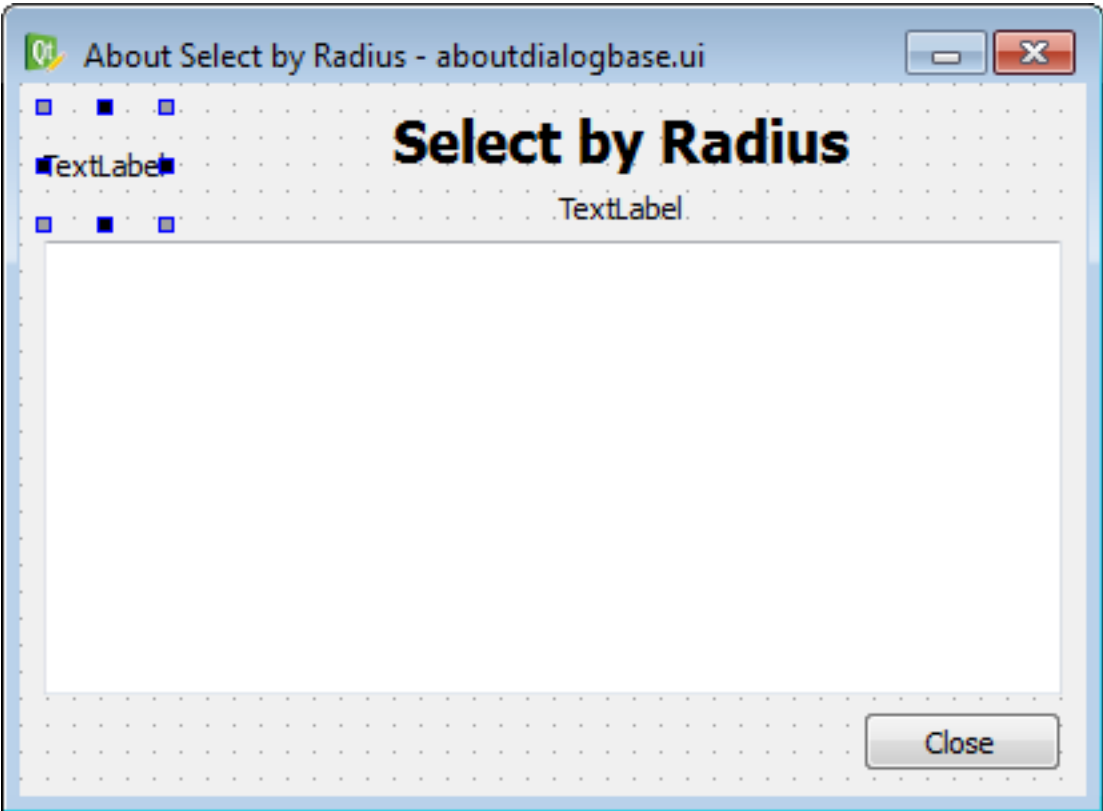 About Select by Radius - aboutdialogbase.ui
Select by Radius
TextLabel
TextLabel
Close